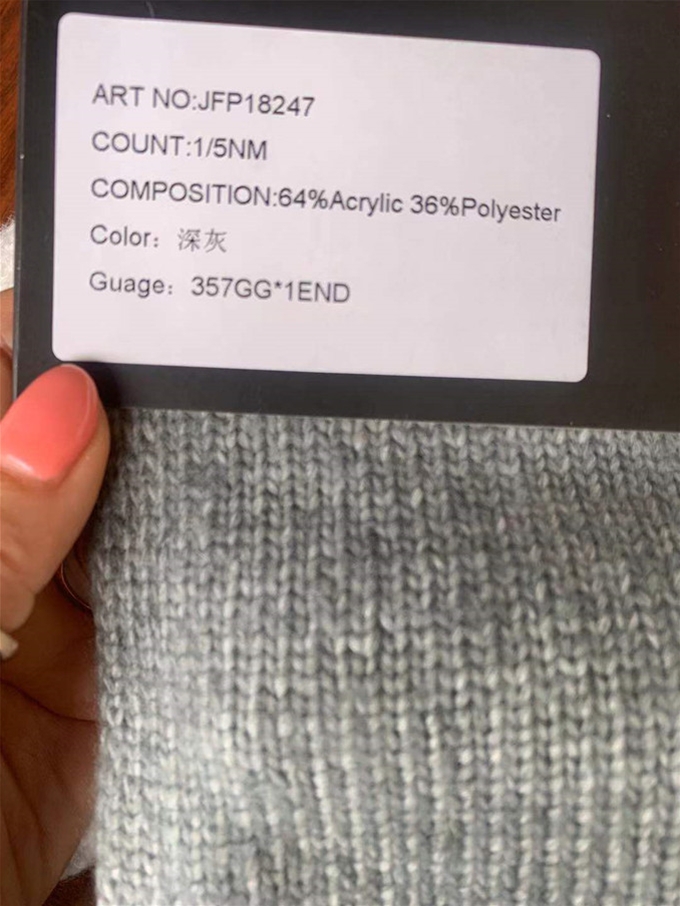 ART NO:JFP18247
COUNT:1/5NM
COMPOSITION:64%Acrylic 36%Polyester
Color：深灰
Guage：357GG*1END